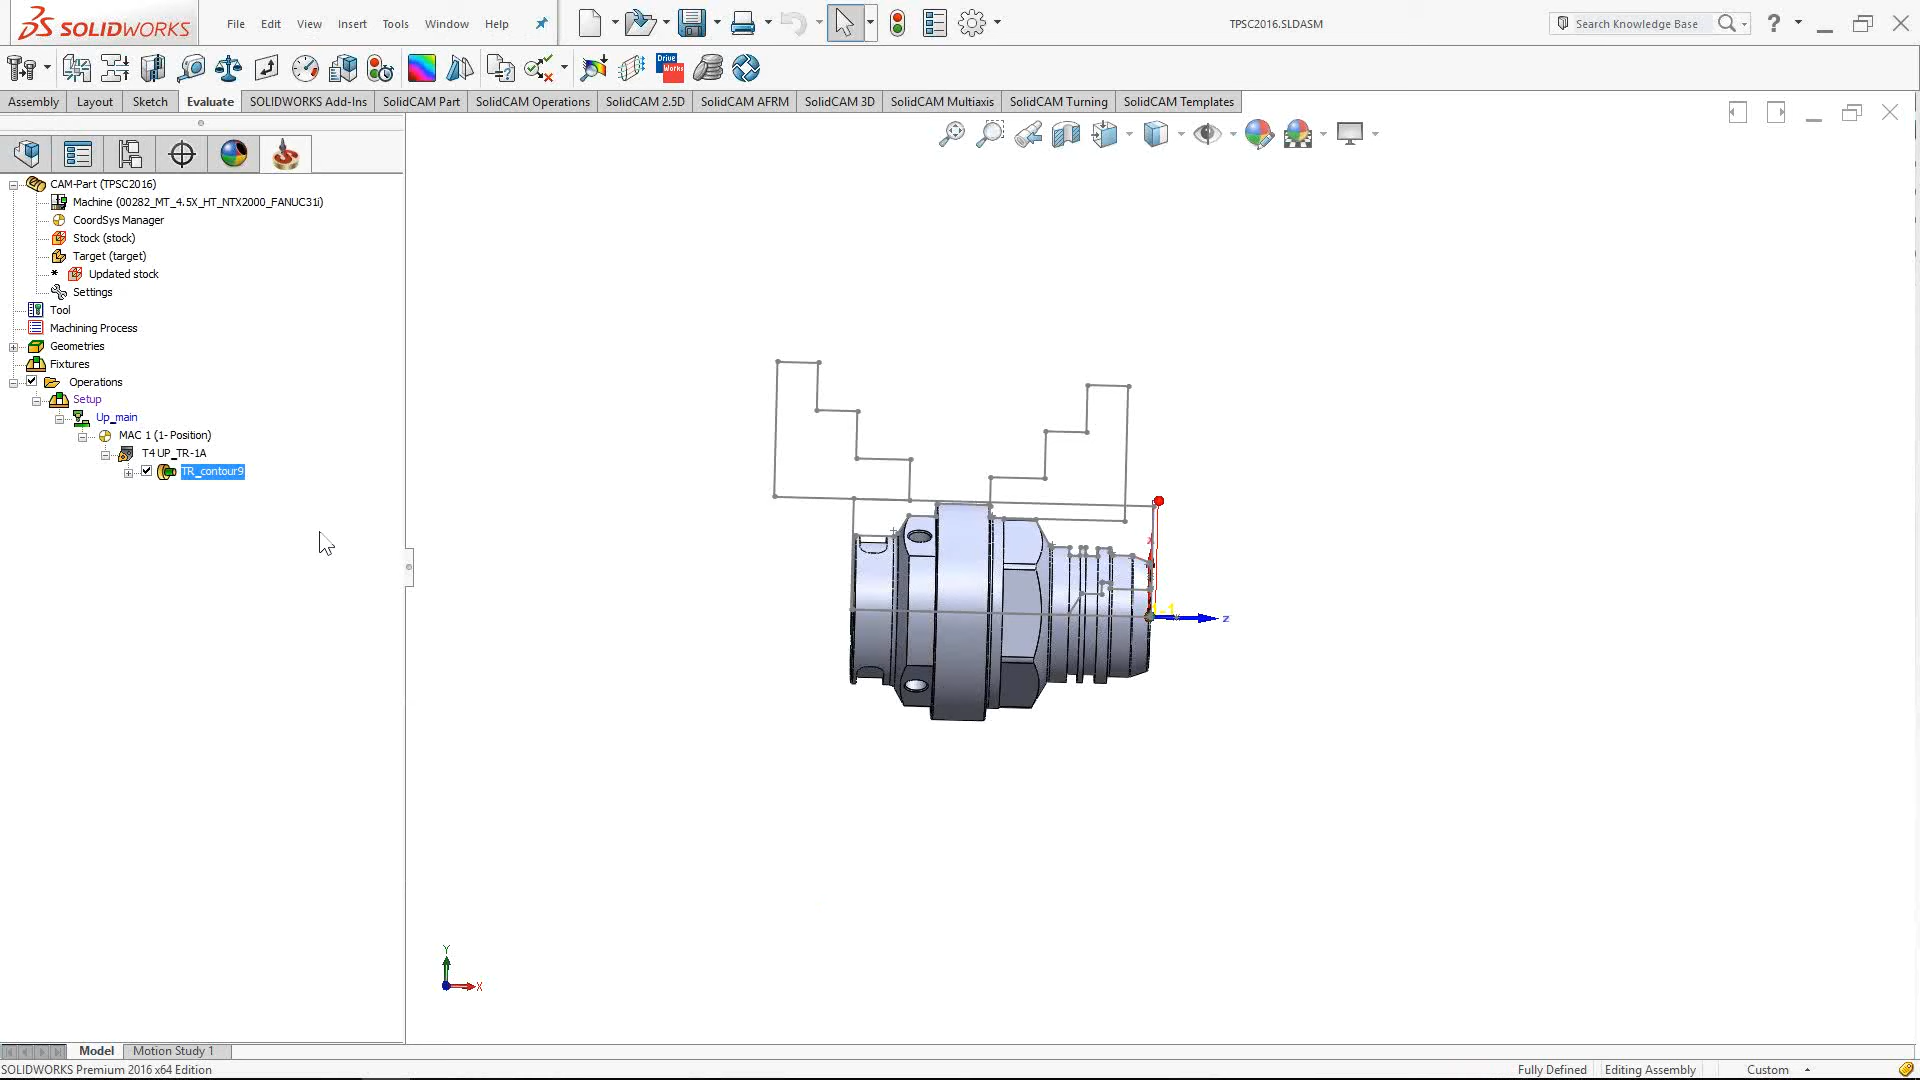 SOLIDWORKS File Edit View Insert Tools Window Help TPSC2016.SLDASM Search Knowledge Base ?
Drive Works
Assembly Layout Sketch Evaluate SOLIDWORKS Add-Ins SolidCAM Part SolidCAM Operations SolidCAM 2.5D SolidCAM AFRM SolidCAM 3D SolidCAM Multiaxis SolidCAM Turning SolidCAM Templates
CAM-Part (TPSC2016)
Machine (00282_MT_4.5X_HT_NTX2000_FANUC31i)
CoordSys Manager
Stock (stock)
Target (target)
* Updated stock
Settings
Tool
Machining Process
Geometries
Fixtures
Operations
Setup
Up_main
MAC 1 (1- Position)
T4 UP_TR-1A
TR_contour9
1-1
Z
Y
X
Model Motion Study 1
SOLIDWORKS Premium 2016 x64 Edition Fully Defined Editing Assembly Custom